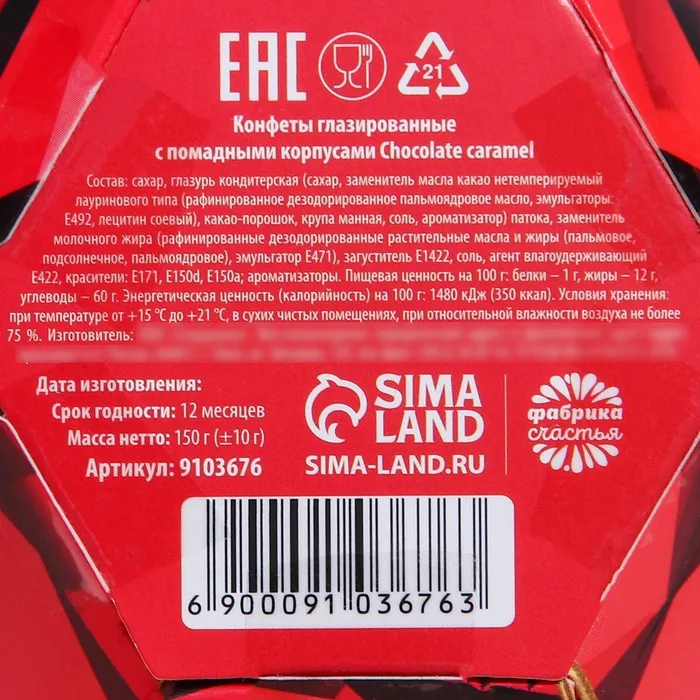 EAC
21
Конфеты глазированные
с помадными корпусами Chocolate caramel
Состав: сахар, глазурь кондитерская (сахар, заменитель масла какао нетемперируемый
лауринового типа (рафинированное дезодорированное пальмоядровое масло, эмульгаторы:
Е492, лецитин соевый), какао-порошок, крупа манная, соль, ароматизатор) патока, заменитель
молочного жира (рафинированные дезодорированные растительные масла и жиры (пальмовое,
подсолнечное, пальмоядровое), эмульгатор Е471), загуститель Е1422, соль, агент влагоудерживающий
Е422, красители: Е171, Е150d, Е150a; ароматизаторы. Пищевая ценность на 100 г: белки – 1 г, жиры – 12 г,
углеводы – 60 г. Энергетическая ценность (калорийность) на 100 г: 1480 кДж (350 ккал). Условия хранения:
при температуре от +15 °С до +21 °С, в сухих чистых помещениях, при относительной влажности воздуха не более
75 %. Изготовитель:
Дата изготовления:
Срок годности: 12 месяцев
Масса нетто: 150 г (±10 г)
Артикул: 9103676
SIMA
LAND
SIMA-LAND.RU
фабрика
счастья
6 900091 036763